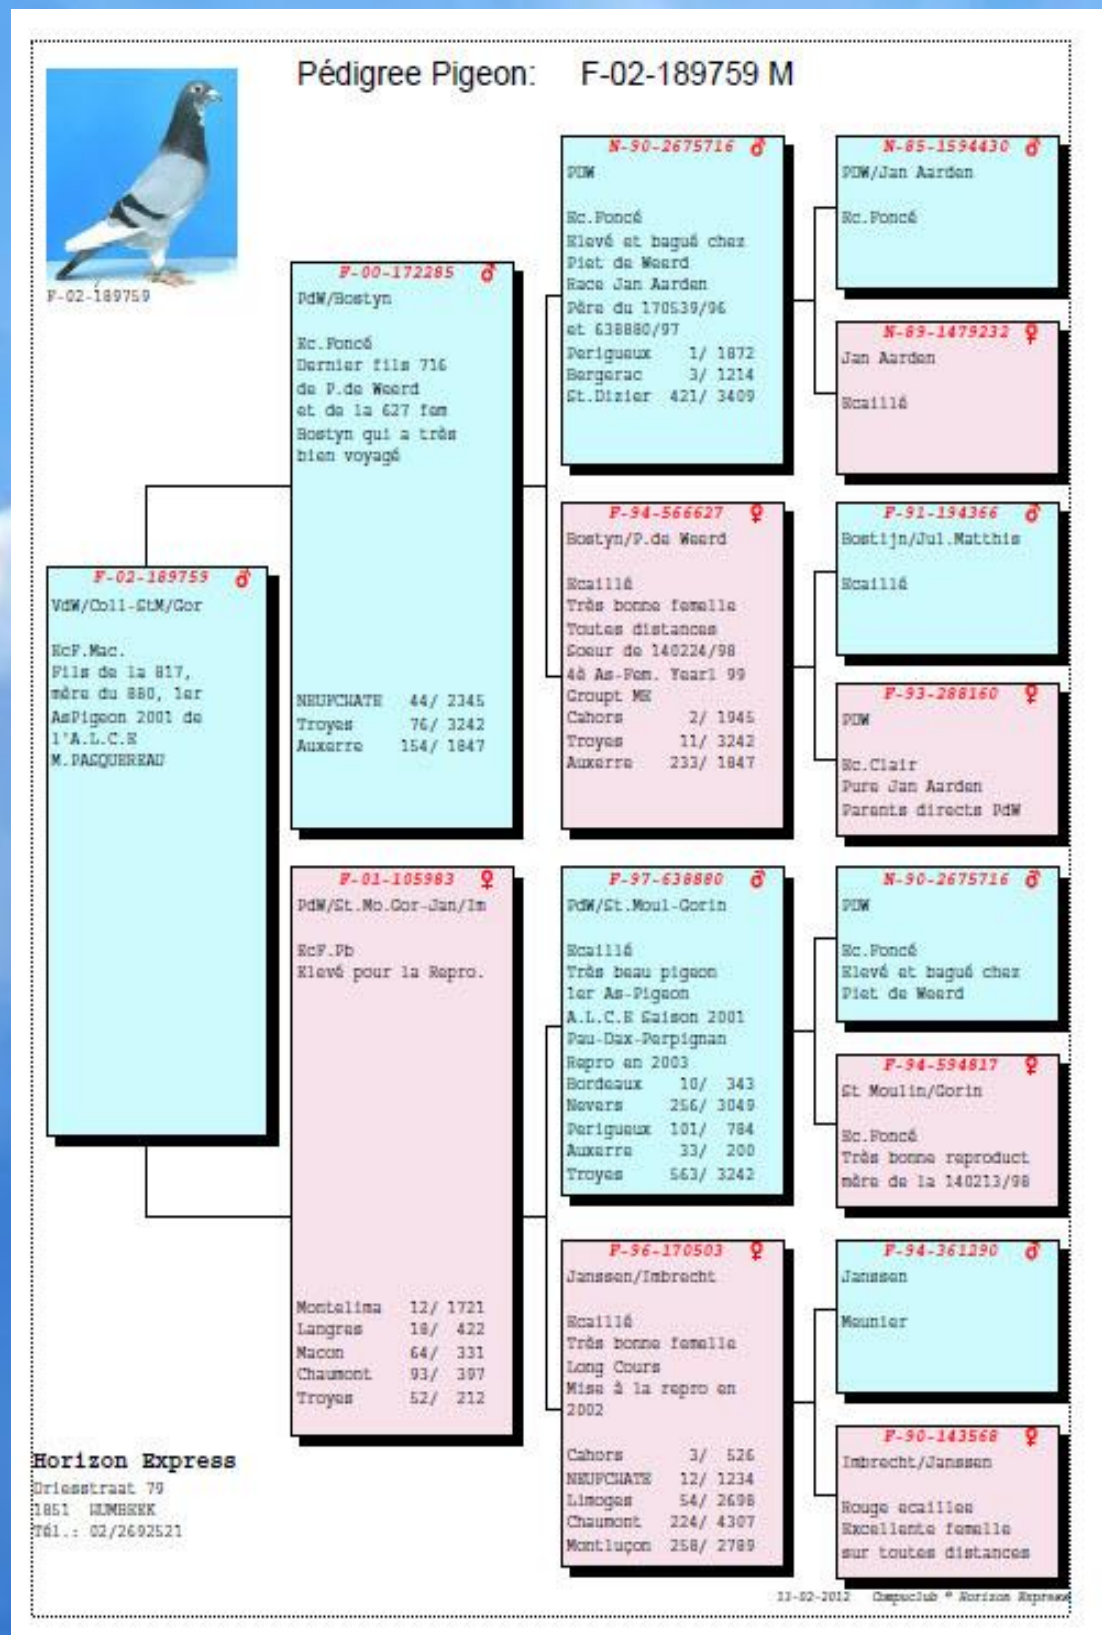 Pédigree Pigeon: F-02-189759 M
F-02-189759
F-02-189759 ♂
VdW/Coll-StM/Gor
EcF.Mac.
Fils de la 817,
mère du 880, 1er
AsPigeon 2001 de
l'A.L.C.E
M.PASQUEREAU
F-00-172285 ♂
PdW/Bostyn
Ec.Foncé
Dernier fils 716
de P.de Weerd
et de la 627 fem
Bostyn qui a très
bien voyagé
NEUFCHATE 44/ 2345
Troyes 76/ 3242
Auxerre 154/ 1847
F-01-105983 ♀
PdW/St.Mo.Gor-Jan/Im
EcF.Pb
Elevé pour la Repro.
Montelima 12/ 1721
Langres 18/ 422
Macon 64/ 331
Chaumont 93/ 397
Troyes 52/ 212
N-90-2675716 ♂
PDW
Ec.Foncé
Elevé et bagué chez
Piet de Weerd
Race Jan Aarden
Père du 170539/96
et 638880/97
Perigueux 1/ 1872
Bergerac 3/ 1214
St.Dizier 421/ 3409
F-94-566627 ♀
Bostyn/P.de Weerd
Ecaillé
Très bonne femelle
Toutes distances
Soeur de 140224/98
4è As-Fem. Yearl 99
Groupt ME
Cahors 2/ 1945
Troyes 11/ 3242
Auxerre 233/ 1847
F-97-638880 ♂
PdW/St.Moul-Gorin
Ecaillé
Très beau pigeon
1er As-Pigeon
A.L.C.E Saison 2001
Pau-Dax-Perpignan
Repro en 2003
Bordeaux 10/ 343
Nevers 256/ 3049
Perigueux 101/ 784
Auxerre 33/ 200
Troyes 563/ 3242
F-96-170503 ♀
Janssen/Imbrecht
Ecaillé
Très bonne femelle
Long Cours
Mise à la repro en
2002
Cahors 3/ 526
NEUFCHATE 12/ 1234
Limoges 54/ 2698
Chaumont 224/ 4307
Montluçon 258/ 2789
N-85-1594430 ♂
PDW/Jan Aarden
Ec.Foncé
N-89-1479232 ♀
Jan Aarden
Ecaillé
F-91-194366 ♂
Bostijn/Jul.Matthis
Ecaillé
F-93-288160 ♀
PDW
Ec.Clair
Pure Jan Aarden
Parents directs PdW
N-90-2675716 ♂
PDW
Ec.Foncé
Elevé et bagué chez
Piet de Weerd
F-94-594817 ♀
St Moulin/Gorin
Ec.Foncé
Très bonne reproduct
mère de la 140213/98
F-94-361290 ♂
Janssen
Meunier
F-90-143568 ♀
Imbrecht/Janssen
Rouge ecaillee
Excellente femelle
sur toutes distances
Horizon Express
Driesstraat 79
1851 HUMBEEK
Tél.: 02/2692521
13-02-2012 Compuclub © Horizon Express